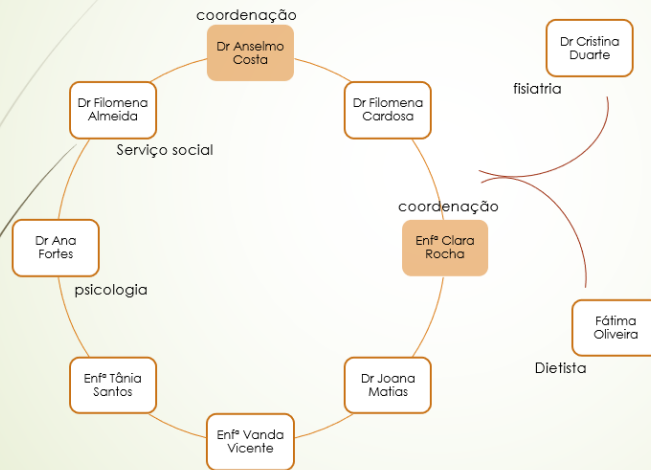 coordenação
Dr Anselmo
Costa
Dr Cristina
Duarte
fisiatria
Dr Filomena
Almeida
Dr Filomena
Cardosa
Serviço social
coordenação
Enfª Clara
Rocha
Dr Ana
Fortes
psicologia
Fátima
Oliveira
Dietista
Enfª Tânia
Santos
Dr Joana
Matias
Enfª Vanda
Vicente